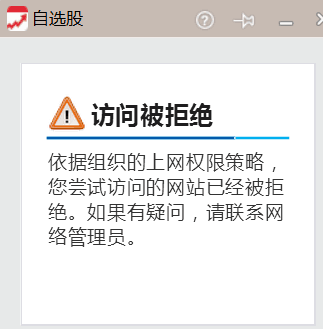 自选股
访问被拒绝
依据组织的上网权限策略，
您尝试访问的网站已经被拒
绝。如果有疑问，请联系网
络管理员。